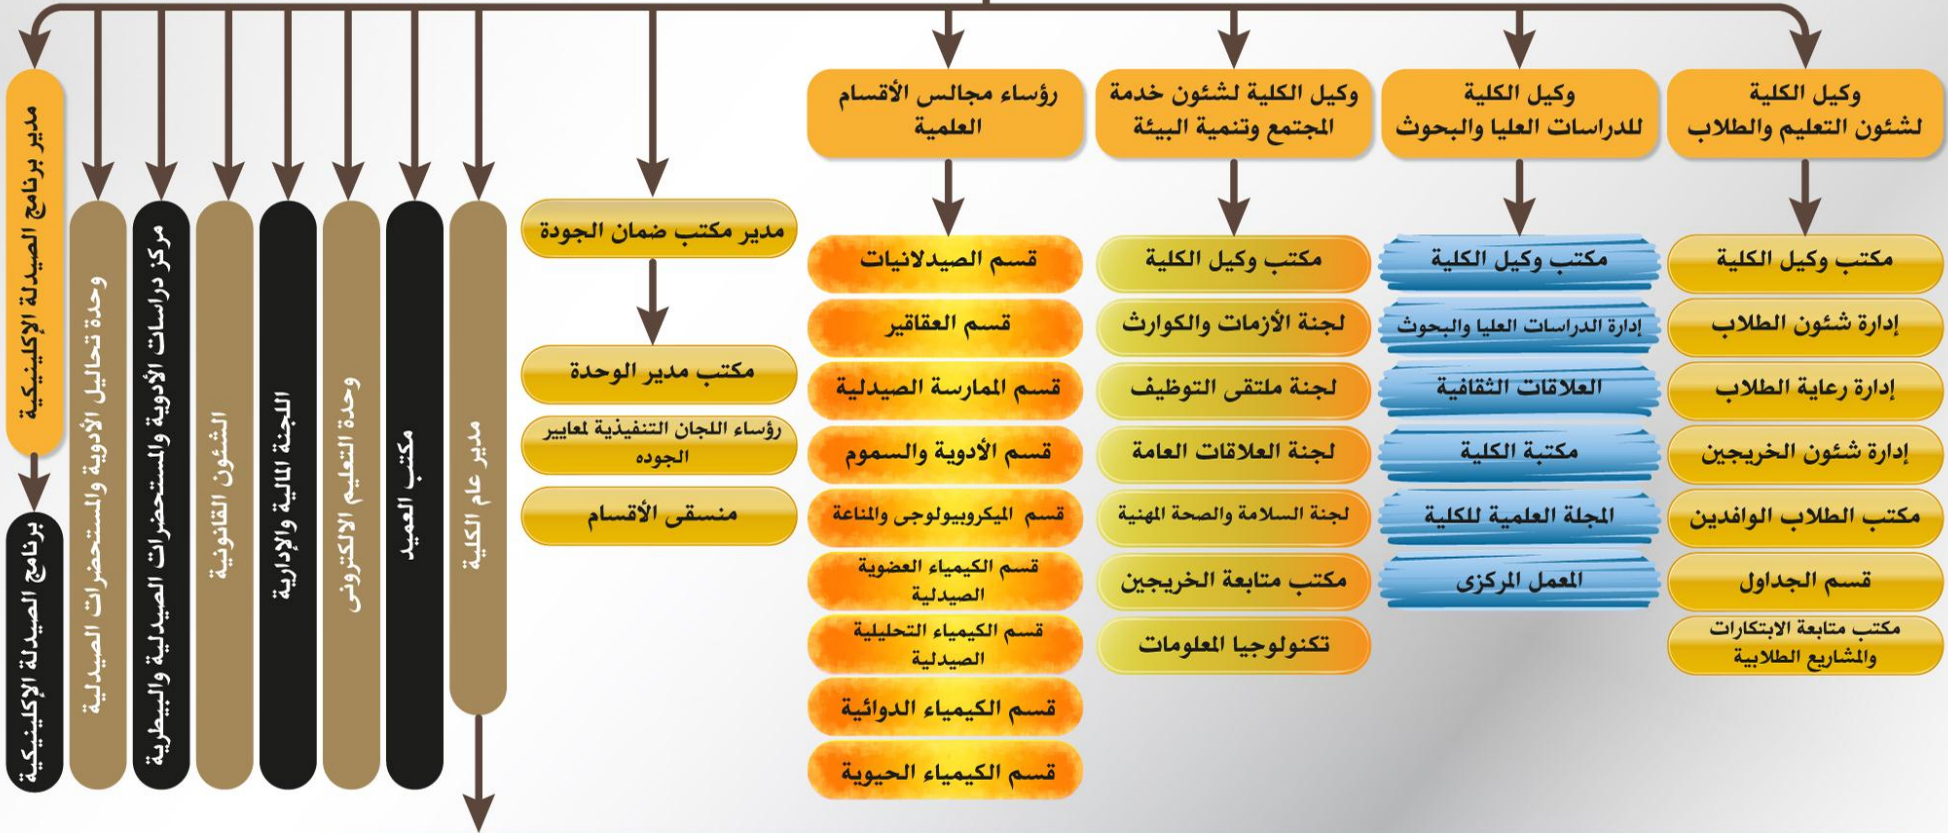 وكيل الكلية
لشئون التعليم والطلاب
مكتب وكيل الكلية
إدارة شئون الطلاب
إدارة رعاية الطلاب
إدارة شئون الخريجين
مكتب الطلاب الوافدين
قسم الجداول
مكتب متابعة الابتكارات
والمشاريع الطلابية
وكيل الكلية
للدراسات العليا والبحوث
مكتب وكيل الكلية
إدارة الدراسات العليا والبحوث
العلاقات الثقافية
مكتبة الكلية
المجلة العلمية للكلية
المعمل المركزى
وكيل الكلية لشئون خدمة
المجتمع وتنمية البيئة
مكتب وكيل الكلية
لجنة الأزمات والكوارث
لجنة ملتقى التوظيف
لجنة العلاقات العامة
لجنة السلامة والصحة المهنية
مكتب متابعة الخريجين
تكنولوجيا المعلومات
رؤساء مجالس الأقسام
العلمية
قسم الصيدلانيات
قسم العقاقير
قسم الممارسة الصيدلية
قسم الأدوية والسموم
قسم الميكروبيولوجى والمناعة
قسم الكيمياء العضوية
الصيدلية
قسم الكيمياء التحليلية
الصيدلية
قسم الكيمياء الدوائية
قسم الكيمياء الحيوية
مدير مكتب ضمان الجودة
مكتب مدير الوحدة
رؤساء اللجان التنفيذية لمعايير
الجوده
منسقى الأقسام
مدير عام الكلية
مكتب العميد
وحدة التعليم الالكترونى
اللجنة المالية والإدارية
الشئون القانونية
مركز دراسات الأدوية والمستحضرات الصيدلية والبيطرية
وحدة تحاليل الأدوية والمستحضرات الصيدلية
مدير برنامج الصيدلة الإكلينيكية
برنامج الصيدلة الإكلينيكية